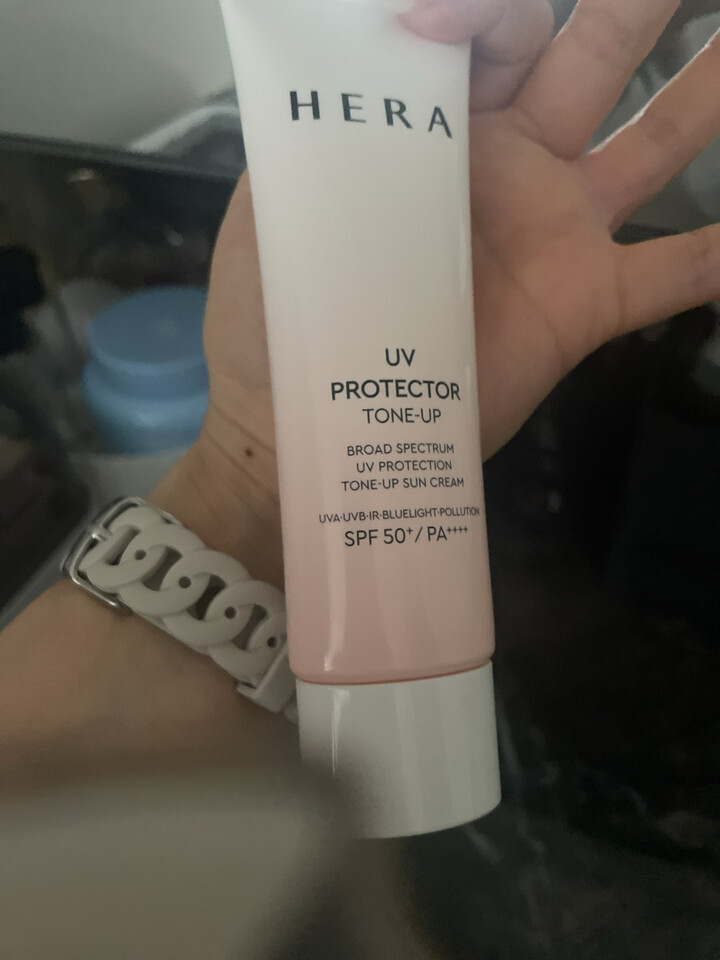 HERA
UV
PROTECTOR
TONE-UP
BROAD SPECTRUM
UV PROTECTION
TONE-UP SUN CREAM
UVA·UVB·IR·BLUELIGHT·POLLUTION
SPF 50+/ PA++++